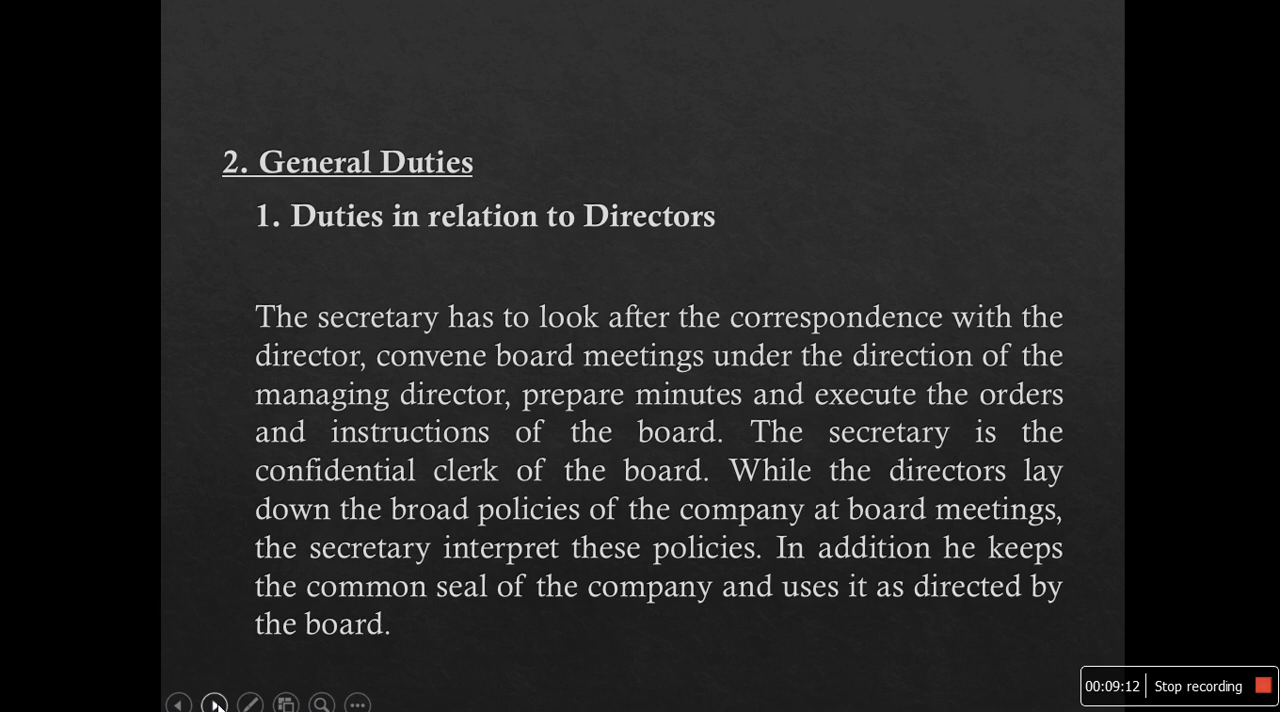 2. General Duties
1. Duties in relation to Directors
The secretary has to look after the correspondence with the
director, convene board meetings under the direction of the
managing director, prepare minutes and execute the orders
and instructions of the board. The secretary is the
confidential clerk of the board. While the directors lay
down the broad policies of the company at board meetings,
the secretary interpret these policies. In addition he keeps
the common seal of the company and uses it as directed by
the board.
00:09:12 Stop recording